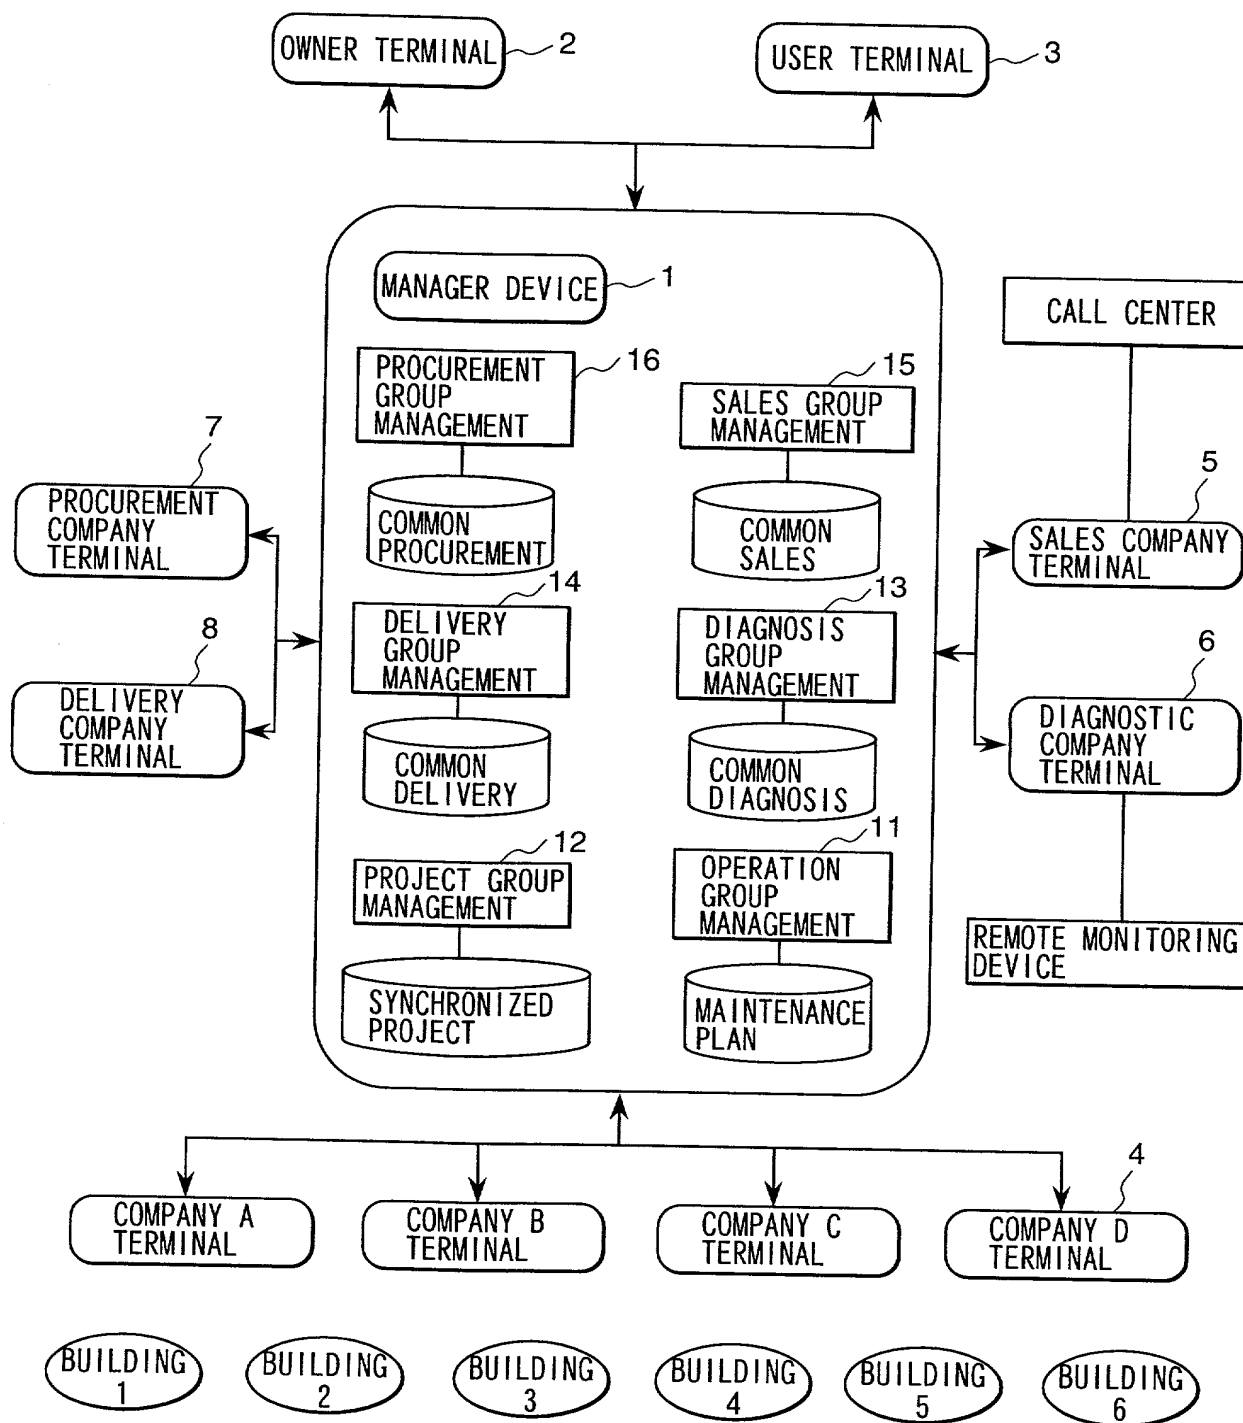 OWNER TERMINAL
2
USER TERMINAL
3
MANAGER DEVICE
1
CALL CENTER
PROCUREMENT
GROUP
MANAGEMENT
16
SALES GROUP
MANAGEMENT
15
7
PROCUREMENT
COMPANY
TERMINAL
COMMON
PROCUREMENT
COMMON
SALES
5
SALES COMPANY
TERMINAL
14
DELIVERY
GROUP
MANAGEMENT
13
DIAGNOSIS
GROUP
MANAGEMENT
8
DELIVERY
COMPANY
TERMINAL
6
DIAGNOSTIC
COMPANY
TERMINAL
COMMON
DELIVERY
COMMON
DIAGNOSIS
12
PROJECT GROUP
MANAGEMENT
11
OPERATION
GROUP
MANAGEMENT
REMOTE MONITORING
DEVICE
SYNCHRONIZED
PROJECT
MAINTENANCE
PLAN
4
COMPANY A
TERMINAL
COMPANY B
TERMINAL
COMPANY C
TERMINAL
COMPANY D
TERMINAL
BUILDING
1
BUILDING
2
BUILDING
3
BUILDING
4
BUILDING
5
BUILDING
6